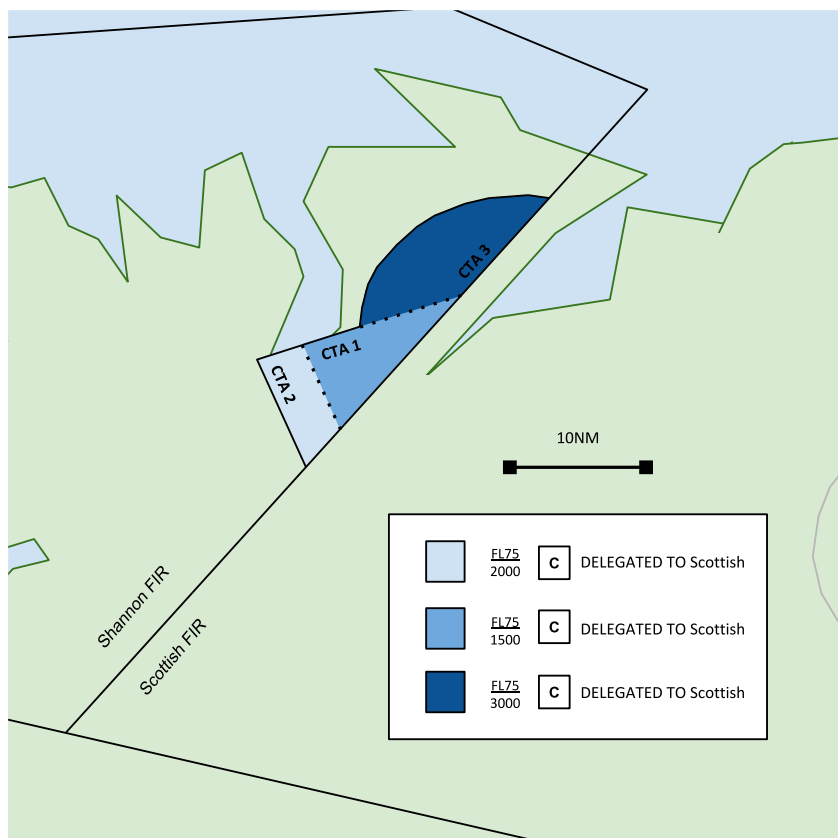 CTA 3
CTA 1
CTA 2
10NM
FL75
2000
C
DELEGATED TO Scottish
FL75
1500
C
DELEGATED TO Scottish
FL75
3000
C
DELEGATED TO Scottish
Shannon FIR
Scottish FIR